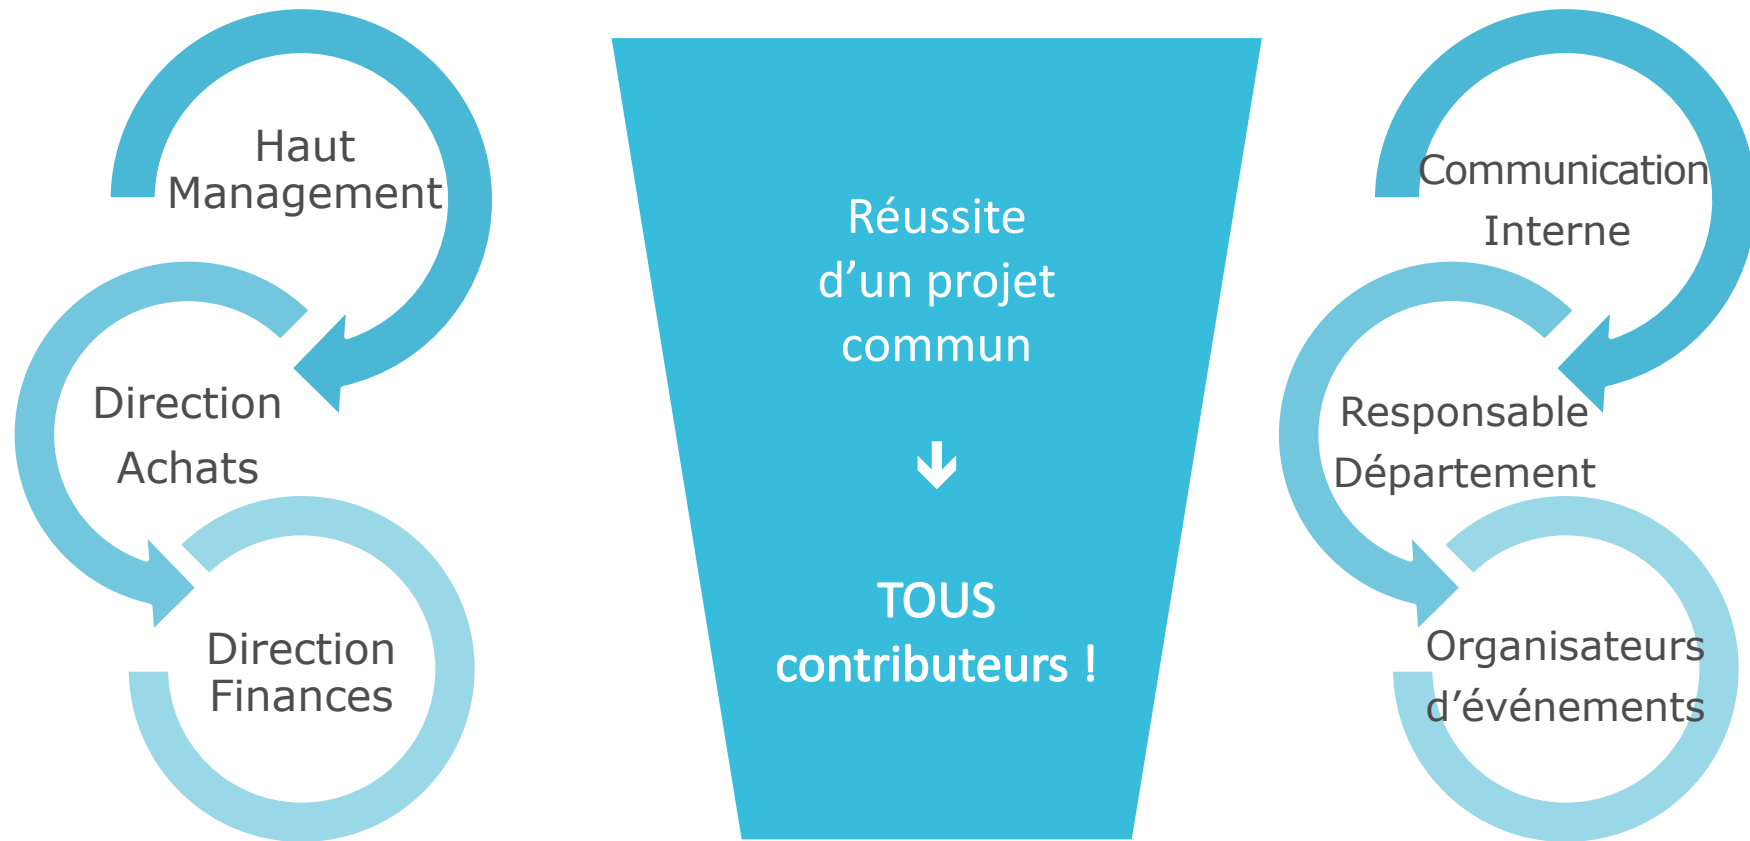 Haut
Management
Direction
Achats
Direction
Finances
Réussite
d’un projet
commun
TOUS
contributeurs !
Communication
Interne
Responsable
Département
Organisateurs
d’événements